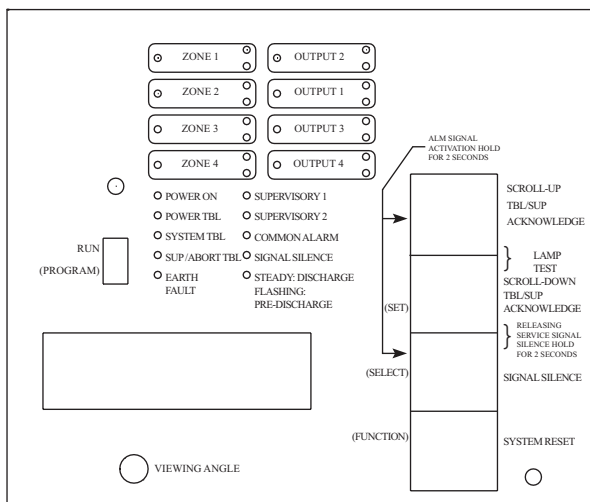 ZONE 1
OUTPUT 2
ZONE 2
OUTPUT 1
ZONE 3
OUTPUT 3
ZONE 4
OUTPUT 4
ALM SIGNAL
ACTIVATION HOLD
FOR 2 SECONDS
POWER ON
SUPERVISORY 1
POWER TBL
SUPERVISORY 2
SYSTEM TBL
COMMON ALARM
SUP/ABORT TBL
SIGNAL SILENCE
EARTH
FAULT
STEADY: DISCHARGE
FLASHING:
PRE-DISCHARGE
RUN
(PROGRAM)
SCROLL-UP
TBL/SUP
ACKNOWLEDGE
LAMP
TEST
SCROLL-DOWN
TBL/SUP
ACKNOWLEDGE
(SET)
RELEASING
SERVICE SIGNAL
SILENCE HOLD
FOR 2 SECONDS
(SELECT)
SIGNAL SILENCE
(FUNCTION)
SYSTEM RESET
VIEWING ANGLE